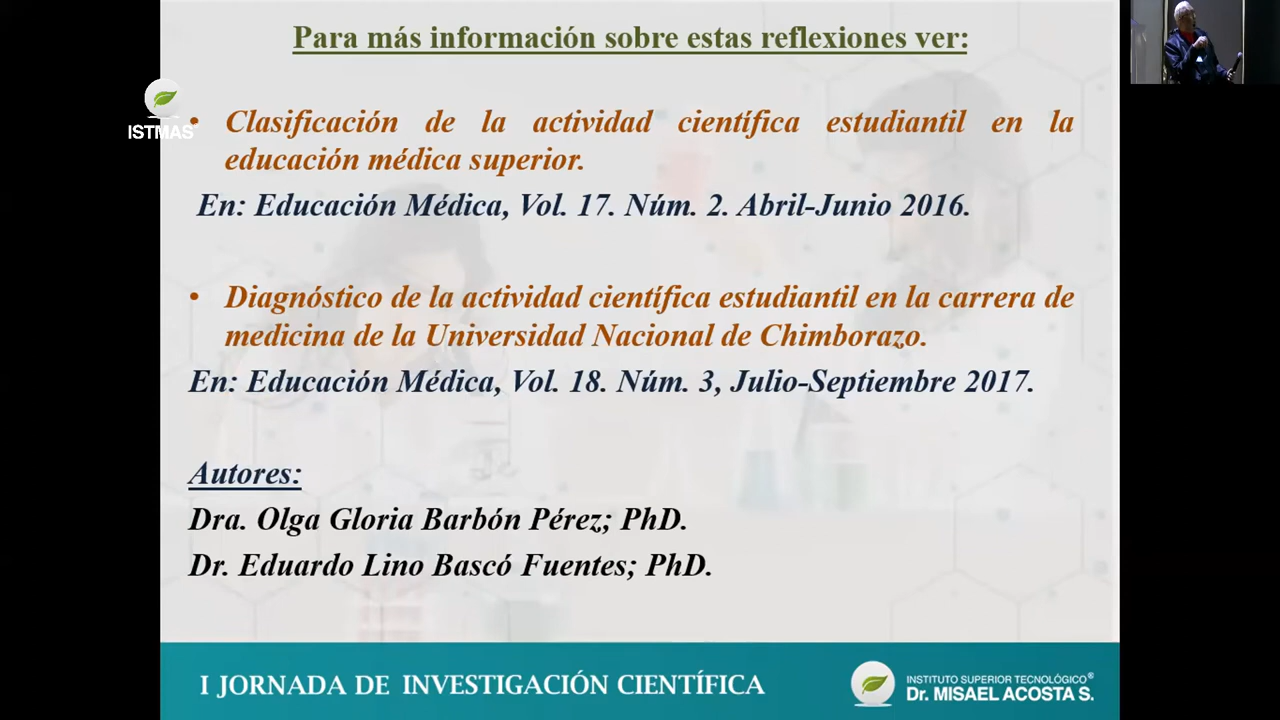 Para más información sobre estas reflexiones ver:
ISTMAS
• Clasificación de la actividad científica estudiantil en la
educación médica superior.
En: Educación Médica, Vol. 17. Núm. 2. Abril-Junio 2016.
• Diagnóstico de la actividad científica estudiantil en la carrera de
medicina de la Universidad Nacional de Chimborazo.
En: Educación Médica, Vol. 18. Núm. 3, Julio-Septiembre 2017.
Autores:
Dra. Olga Gloria Barbón Pérez; PhD.
Dr. Eduardo Lino Bascó Fuentes; PhD.
I JORNADA DE INVESTIGACIÓN CIENTÍFICA
INSTITUTO SUPERIOR TECNOLÓGICO®
Dr. MISAEL ACOSTA S.